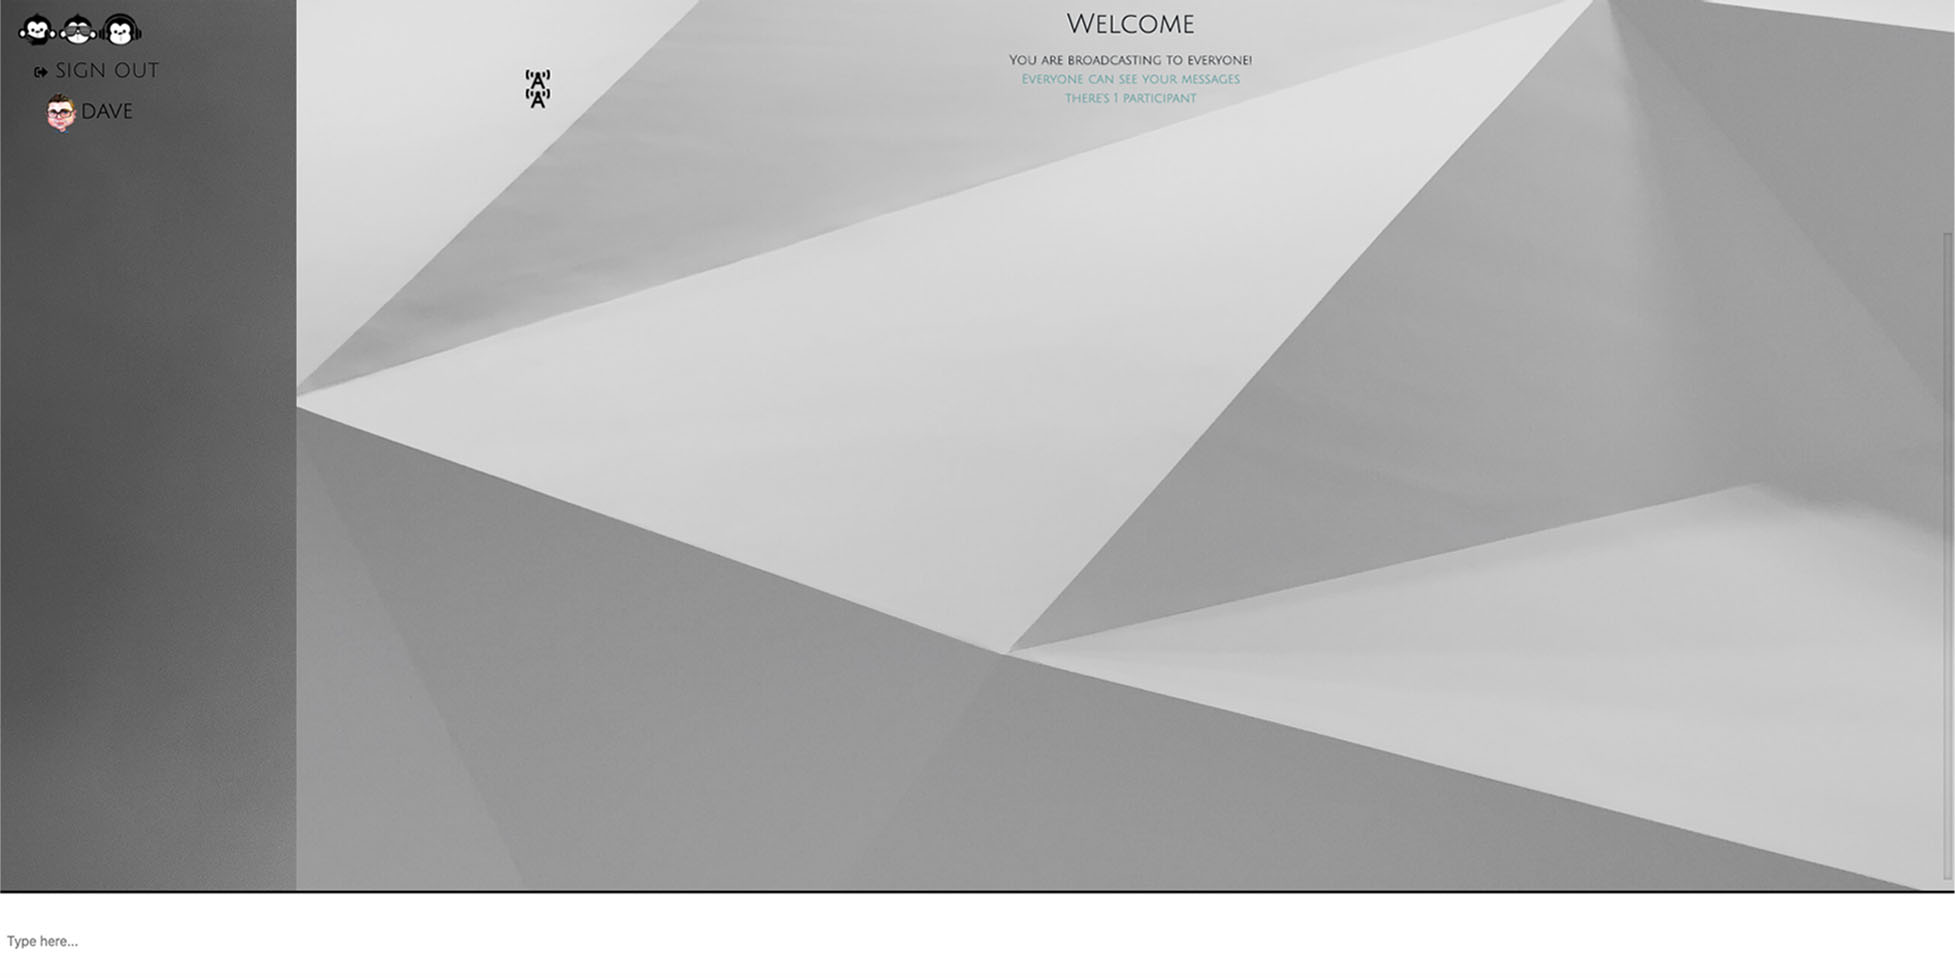 SIGN OUT
DAVE
WELCOME
YOU ARE BROADCASTING TO EVERYONE!
EVERYONE CAN SEE YOUR MESSAGES
THERE'S 1 PARTICIPANT
Type here...